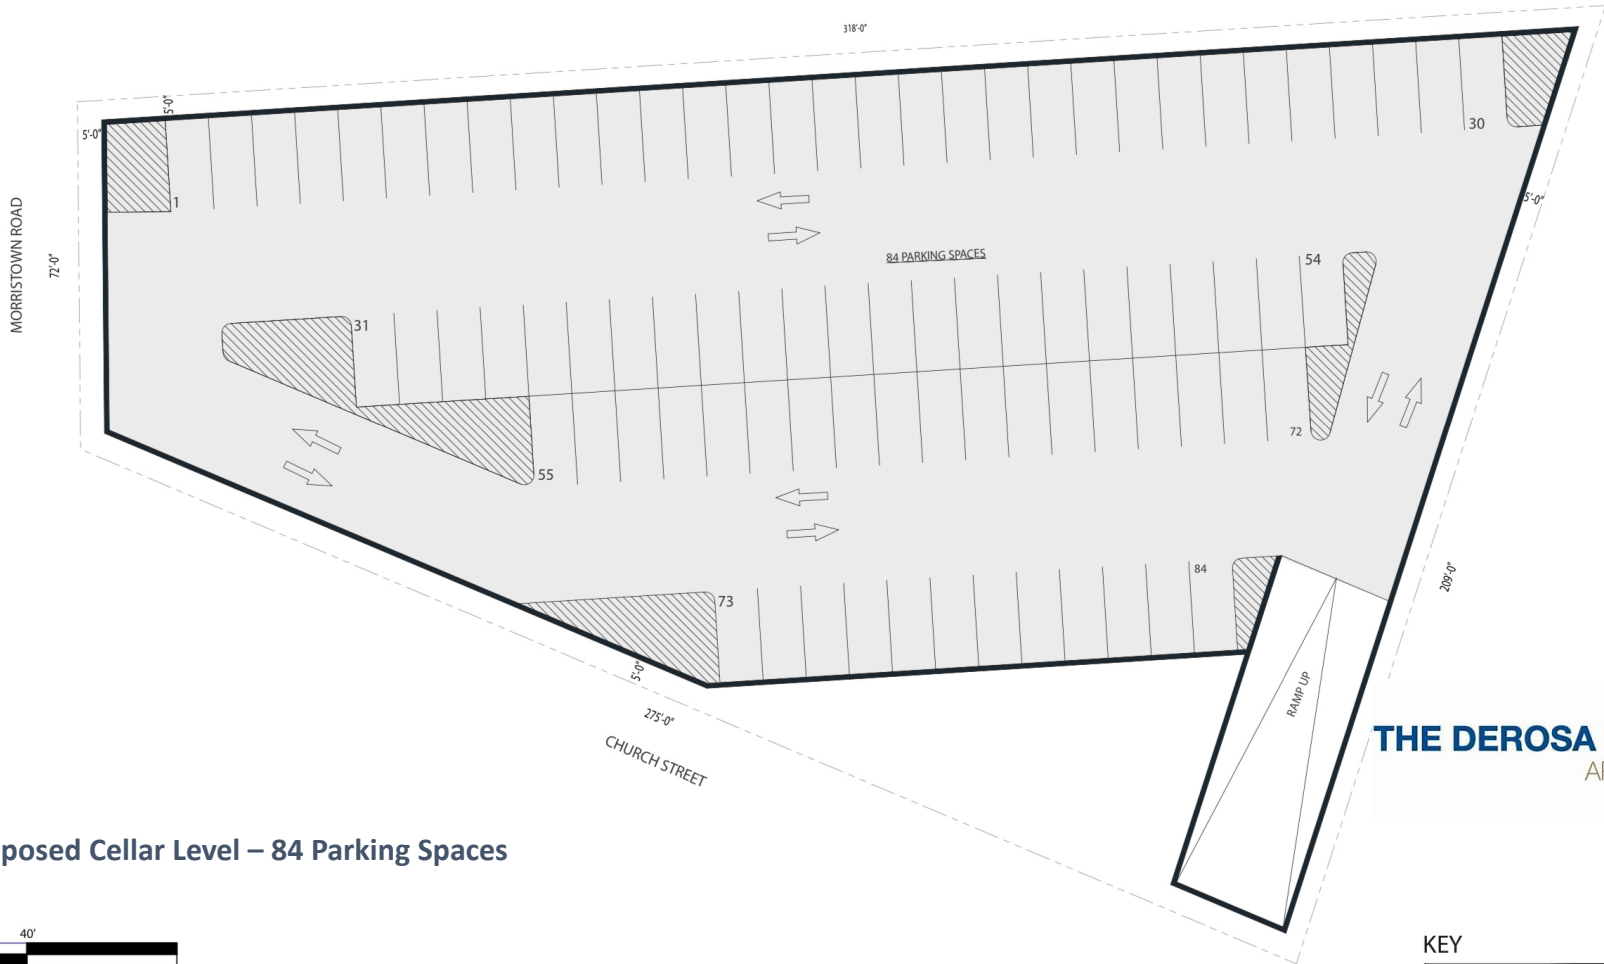 318'-0"
5'-0"
5'-0"
30
1
5'-0"
MORRISTOWN ROAD
72'-0"
84 PARKING SPACES
54
31
72
55
84
73
209'-0"
5'-0"
RAMP UP
275'-0"
CHURCH STREET
THE DEROSA
posed Cellar Level – 84 Parking Spaces
40'
KEY